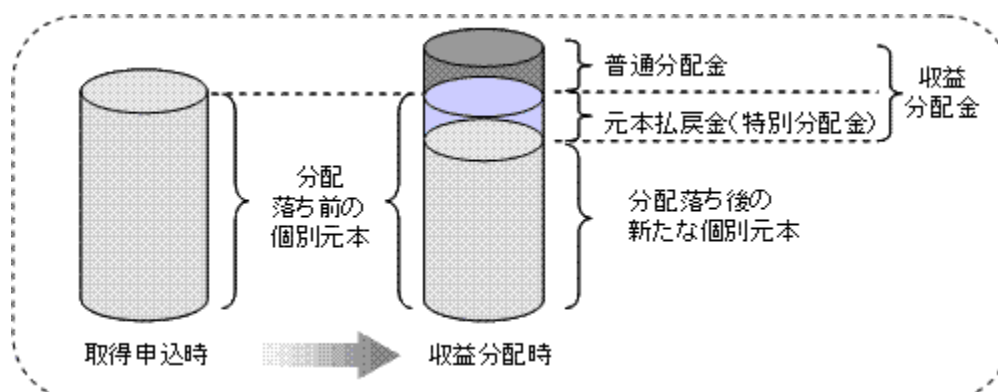 普通分配金
元本払戻金(特別分配金)
収益
分配金
分配
落ち前の
個別元本
分配落ち後の
新たな個別元本
取得申込時
収益分配時